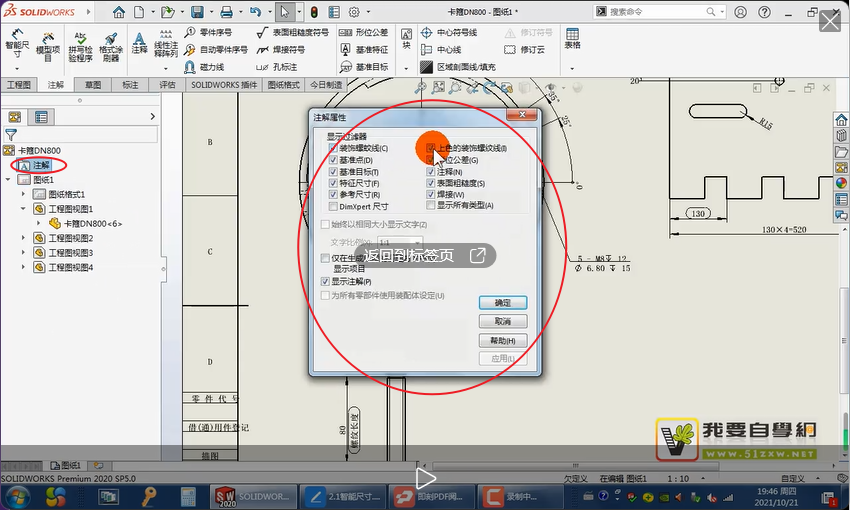 SOLIDWORKS
卡箍DN800 - 图纸1 *
搜索命令
智能尺寸
模型项目
拼写检验程序
格式涂刷器
注释
线性注释阵列
零件序号
自动零件序号
磁力线
表面粗糙度符号
焊接符号
孔标注
形位公差
基准特征
基准目标
块
中心符号线
中心线
区域剖面线/填充
修订符号
修订云
表格
工程图
注解
草图
标注
评估
SOLIDWORKS 插件
图纸格式
今日制造
卡箍DN800
注解
图纸1
图纸格式1
工程图视图1
卡箍DN800<6>
工程图视图2
工程图视图3
工程图视图4
B
C
D
零 件 代 号
借(通)用件登记
描图
注解属性
显示过滤器
装饰螺蚊线(C)
上色的装饰螺纹线(I)
基准点(D)
位公差(G)
基准目标(T)
注释(N)
特征尺寸(F)
表面粗糙度(S)
参考尺寸(R)
焊接(W)
DimXpert 尺寸
显示所有类型(A)
始终以相同大小显示文字(Z)
文字比例(X):
1:1
返回到标签页
仅在生成
显示项目
显示注解(P)
为所有零部件使用装配体设定(U)
确定
取消
帮助(H)
应用(L)
35°
25°
0°
20°
R15
130
130×4=520
5 - M8↧ 12
Ø 6.80 ↧ 15
80
螺纹长度
我要自學網
www.51zxw.net
图纸1
SOLIDWORKS Premium 2020 SP5.0
欠定义
在编辑 图纸1
1 : 10
自定义
SW 2020
SOLIDWOR...
2.1智能尺寸...
即刻PDF阅...
录制中...
19:46 周四
2021/10/21